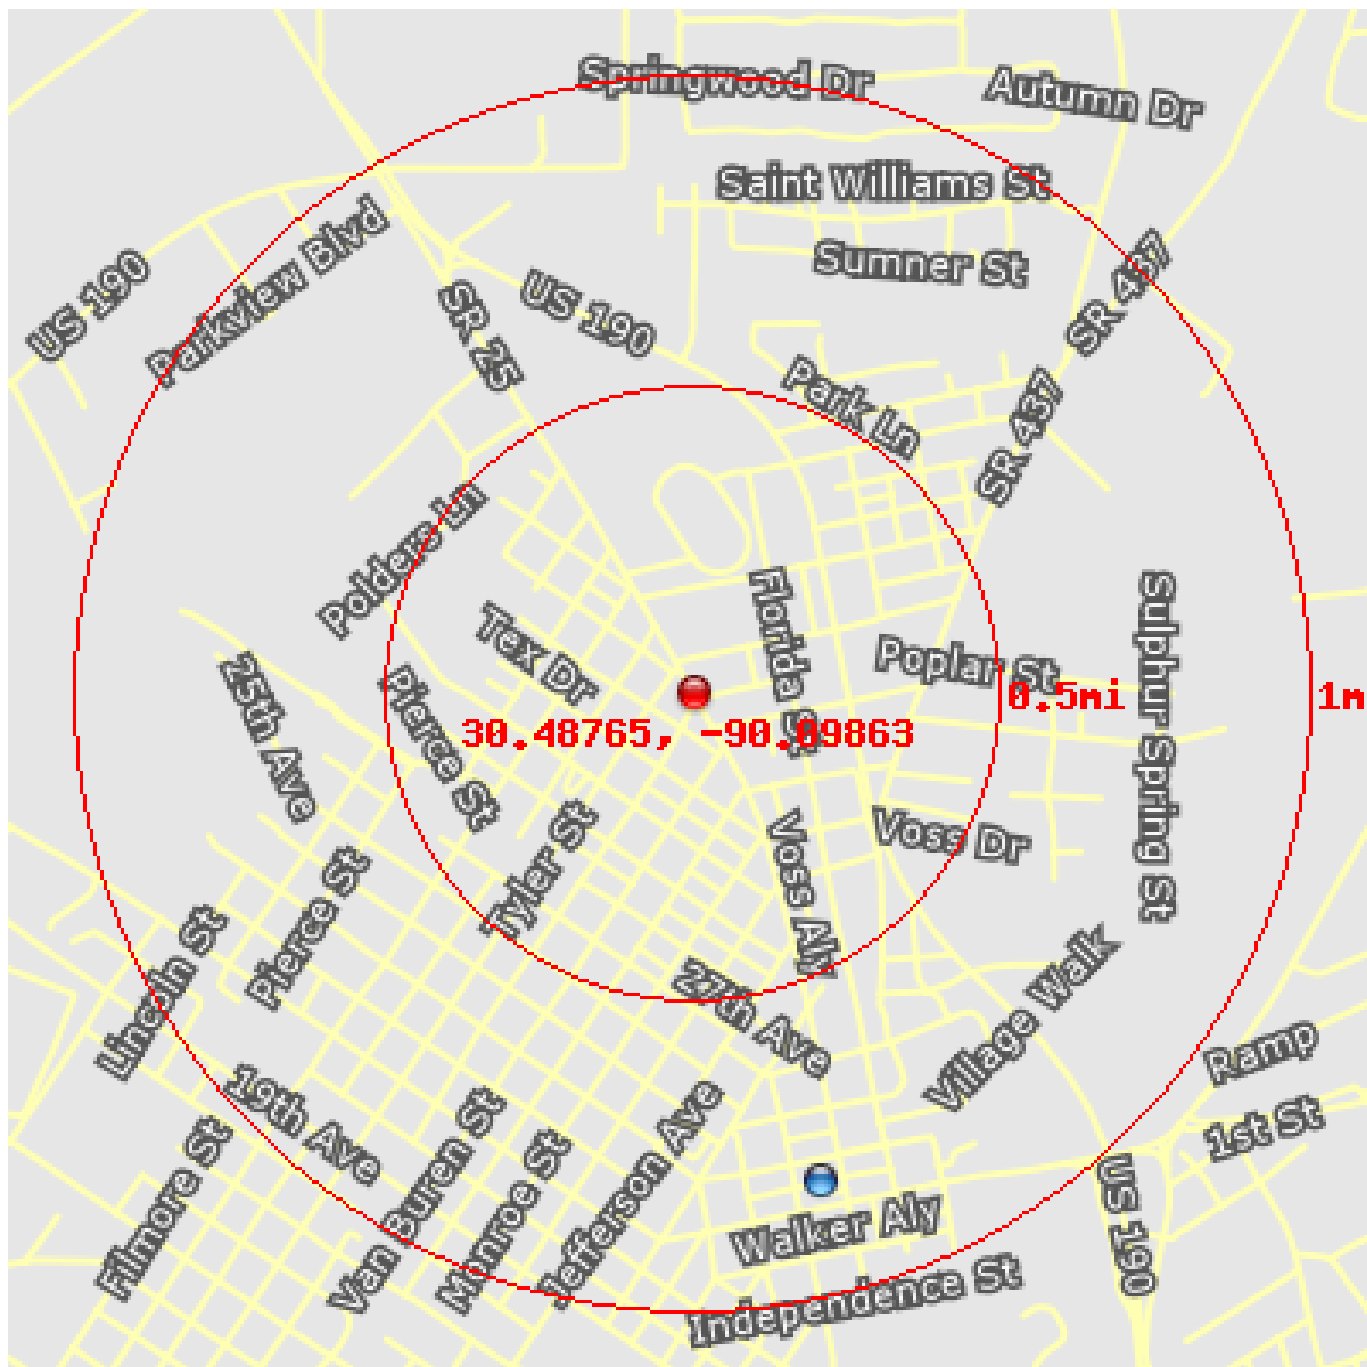 Springwood Dr
Autumn Dr
Saint Williams St
Sumner St
SR 437
US 190
Parkview Blvd
SR 25
US 190
Park Ln
SR 437
Polders Ln
Florida St
Tex Dr
Poplar St
Sulphur Spring St
25th Ave
Pierce St
0.5mi
1m
30.48765, -90.09863
Tyler St
Voss Aly
Voss Dr
Pierce St
Lincoln St
27th Ave
Village Walk
Ramp
1st St
19th Ave
Filmore St
Van Buren St
Monroe St
Jefferson Ave
Walker Aly
US 190
Independence St